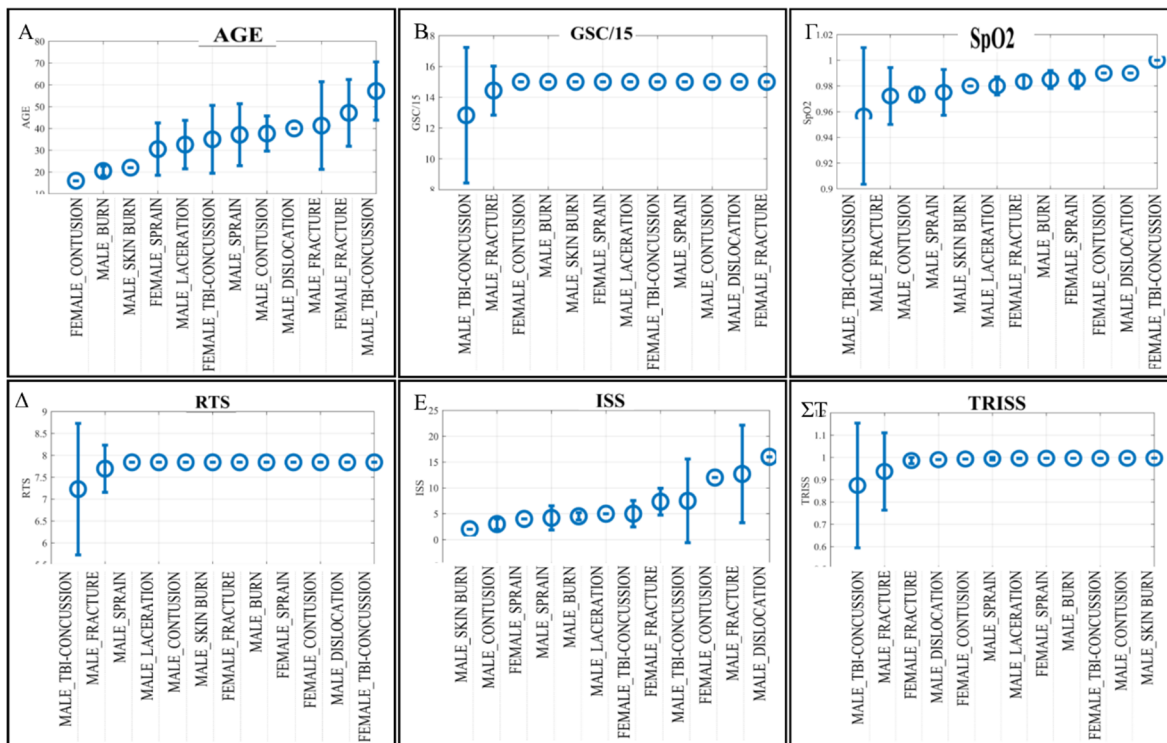 A
AGE
AGE
80
70
60
50
40
30
20
10
FEMALE_CONTUSION
MALE_BURN
MALE_SKIN BURN
FEMALE_SPRAIN
MALE_LACERATION
FEMALE_TBI-CONCUSSION
MALE_SPRAIN
MALE_CONTUSION
MALE_DISLOCATION
MALE_FRACTURE
FEMALE_FRACTURE
MALE_TBI-CONCUSSION
B
GSC/15
GSC/15
18
16
14
12
10
8
MALE_TBI-CONCUSSION
MALE_FRACTURE
FEMALE_CONTUSION
MALE_BURN
MALE_SKIN BURN
FEMALE_SPRAIN
MALE_LACERATION
FEMALE_TBI-CONCUSSION
MALE_SPRAIN
MALE_CONTUSION
MALE_DISLOCATION
FEMALE_FRACTURE
Γ
SpO2
SpO2
1.02
1
0.98
0.96
0.94
0.92
0.9
MALE_TBI-CONCUSSION
MALE_FRACTURE
MALE_CONTUSION
MALE_SPRAIN
MALE_SKIN BURN
MALE_LACERATION
FEMALE_FRACTURE
MALE_BURN
FEMALE_SPRAIN
FEMALE_CONTUSION
MALE_DISLOCATION
FEMALE_TBI-CONCUSSION
Δ
RTS
RTS
9
8.5
8
7.5
7
6.5
6
MALE_TBI-CONCUSSION
MALE_FRACTURE
MALE_SPRAIN
MALE_LACERATION
MALE_CONTUSION
MALE_SKIN BURN
FEMALE_FRACTURE
MALE_BURN
FEMALE_SPRAIN
FEMALE_CONTUSION
MALE_DISLOCATION
FEMALE_TBI-CONCUSSION
E
ISS
ISS
25
20
15
10
5
0
MALE_SKIN BURN
MALE_CONTUSION
FEMALE_SPRAIN
MALE_SPRAIN
MALE_BURN
MALE_LACERATION
FEMALE_TBI-CONCUSSION
FEMALE_FRACTURE
MALE_TBI-CONCUSSION
FEMALE_CONTUSION
MALE_FRACTURE
MALE_DISLOCATION
ΣΤ
TRISS
TRISS
1.1
1
0.9
0.8
0.7
0.6
MALE_TBI-CONCUSSION
MALE_FRACTURE
FEMALE_FRACTURE
MALE_DISLOCATION
FEMALE_CONTUSION
MALE_SPRAIN
MALE_LACERATION
FEMALE_SPRAIN
MALE_BURN
FEMALE_TBI-CONCUSSION
MALE_CONTUSION
MALE_SKIN BURN